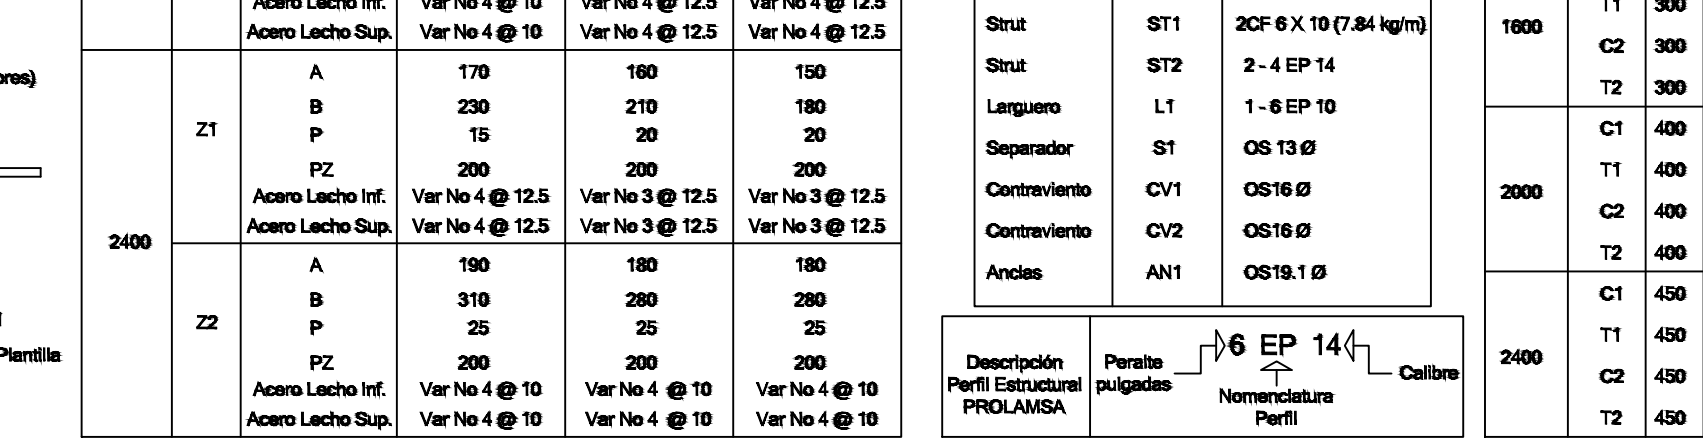 Acero Lecho Inf. Var No 4 @ 10 Var No 4 @ 12.5 Var No 4 @ 12.5
Acero Lecho Sup. Var No 4 @ 10 Var No 4 @ 12.5 Var No 4 @ 12.5
2400
Z1
A 170 160 150
B 230 210 180
P 15 20 20
PZ 200 200 200
Acero Lecho Inf. Var No 4 @ 12.5 Var No 3 @ 12.5 Var No 3 @ 12.5
Acero Lecho Sup. Var No 4 @ 12.5 Var No 3 @ 12.5 Var No 3 @ 12.5
Z2
A 190 180 180
B 310 280 280
P 25 25 25
PZ 200 200 200
Acero Lecho Inf. Var No 4 @ 10 Var No 4 @ 10 Var No 4 @ 10
Acero Lecho Sup. Var No 4 @ 10 Var No 4 @ 10 Var No 4 @ 10
Plantilla
Strut ST1 2CF 6 X 10 (7.84 kg/m)
Strut ST2 2 - 4 EP 14
Larguero L1 1 - 6 EP 10
Separador S1 OS 13 Ø
Contraviento CV1 OS16 Ø
Contraviento CV2 OS16 Ø
Anclas AN1 OS19.1 Ø
Descripción
Perfil Estructural
PROLAMSA
Peralte
pulgadas
6 EP 14
Calibre
Nomenclatura
Perfil
1600
T1 300
C2 300
T2 300
2000
C1 400
T1 400
C2 400
T2 400
2400
C1 450
T1 450
C2 450
T2 450